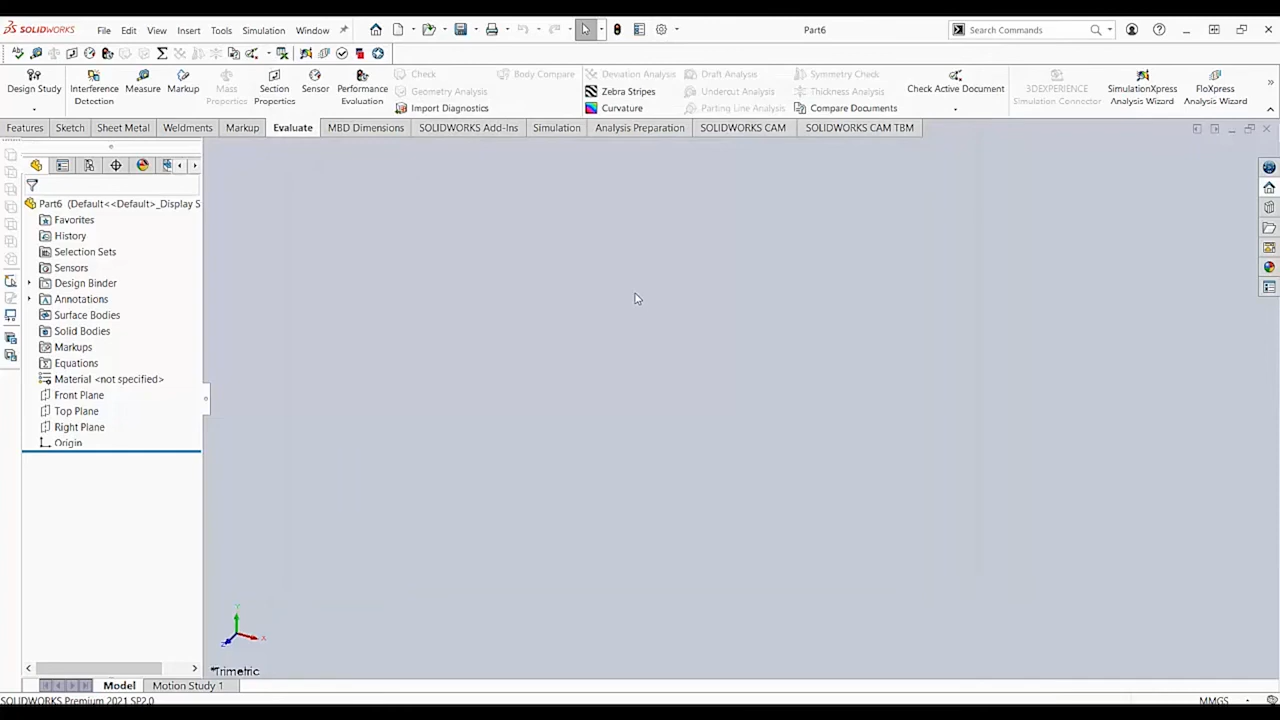 SOLIDWORKS File Edit View Insert Tools Simulation Window Part6 Search Commands
Design Study Interference Detection Measure Markup Mass Properties Section Properties Sensor Performance Evaluation Check Body Compare Deviation Analysis Draft Analysis Symmetry Check Check Active Document 3DEXPERIENCE Simulation Connector SimulationXpress Analysis Wizard FloXpress Analysis Wizard
Geometry Analysis Zebra Stripes Undercut Analysis Thickness Analysis
Import Diagnostics Curvature Parting Line Analysis Compare Documents
Features Sketch Sheet Metal Weldments Markup Evaluate MBD Dimensions SOLIDWORKS Add-Ins Simulation Analysis Preparation SOLIDWORKS CAM SOLIDWORKS CAM TBM
Part6 (Default<<Default>_Display S
Favorites
History
Selection Sets
Sensors
Design Binder
Annotations
Surface Bodies
Solid Bodies
Markups
Equations
Material <not specified>
Front Plane
Top Plane
Right Plane
Origin
Y
X
Z
*Trimetric
Model Motion Study 1
SOLIDWORKS Premium 2021 SP2.0 MMGS